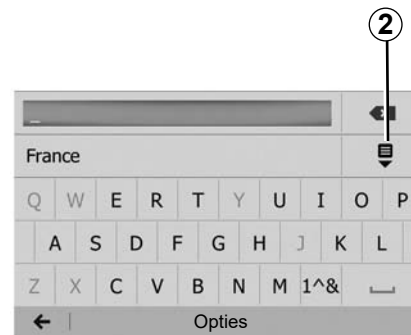 2
_
France
Q W E R T Y U I O P
A S D F G H J K L
Z X C V B N M 1^&
Opties